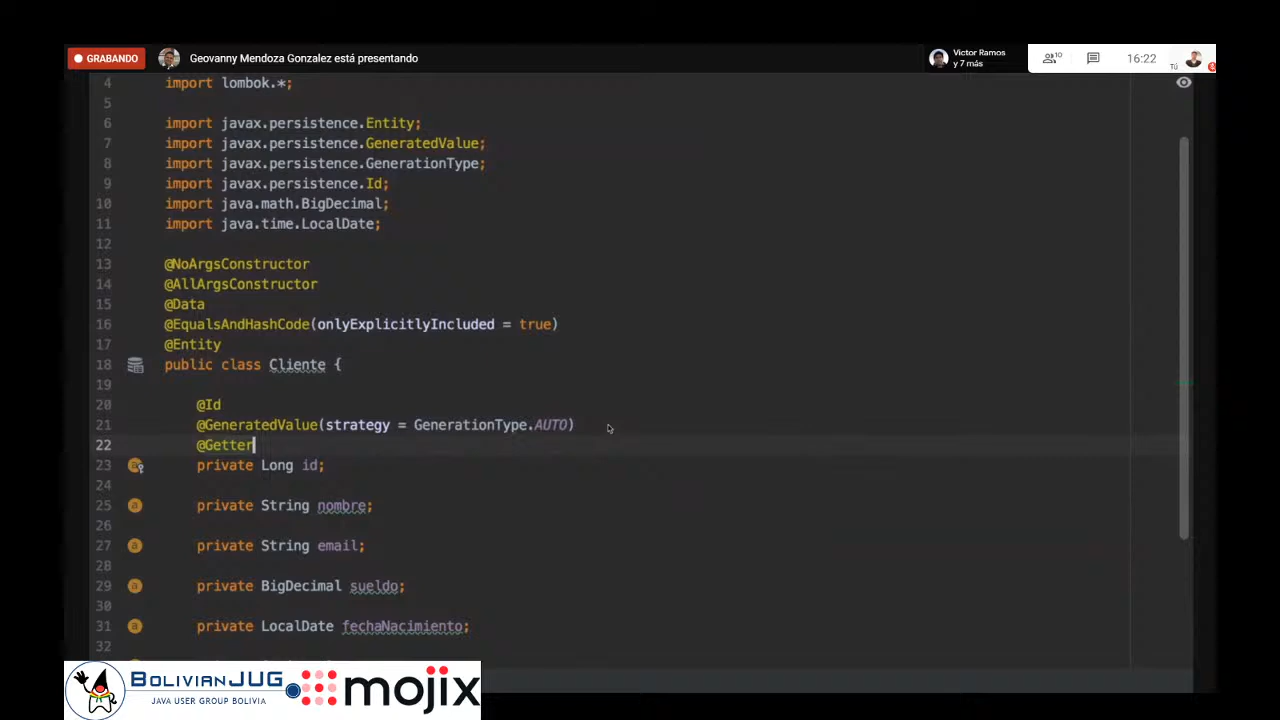 GRABANDO
Geovanny Mendoza Gonzalez está presentando
Victor Ramos
y 7 más
10
16:22
Tú
4 import lombok.*;
5
6 import javax.persistence.Entity;
7 import javax.persistence.GeneratedValue;
8 import javax.persistence.GenerationType;
9 import javax.persistence.Id;
10 import java.math.BigDecimal;
11 import java.time.LocalDate;
12
13 @NoArgsConstructor
14 @AllArgsConstructor
15 @Data
16 @EqualsAndHashCode(onlyExplicitlyIncluded = true)
17 @Entity
18 public class Cliente {
19
20 @Id
21 @GeneratedValue(strategy = GenerationType.AUTO)
22 @Getter
23 private Long id;
24
25 private String nombre;
26
27 private String email;
28
29 private BigDecimal sueldo;
30
31 private LocalDate fechaNacimiento;
32
BOLIVIANJUG
JAVA USER GROUP BOLIVIA
mojix